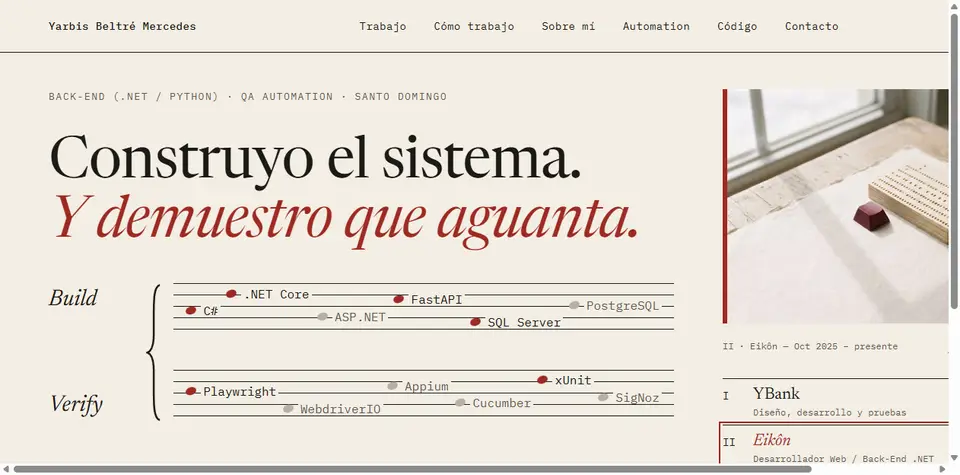 Yarbis Beltré Mercedes
Trabajo Cómo trabajo Sobre mí Automation Código Contacto
BACK-END (.NET / PYTHON) · QA AUTOMATION · SANTO DOMINGO
Construyo el sistema.
Y demuestro que aguanta.
Build
.NET Core
FastAPI
PostgreSQL
C#
ASP.NET
SQL Server
Verify
Playwright
Appium
xUnit
SigNoz
WebdriverIO
Cucumber
II · Eikôn — Oct 2025 – presente
I YBank
Diseño, desarrollo y pruebas
II Eikôn
Desarrollador Web / Back-End .NET